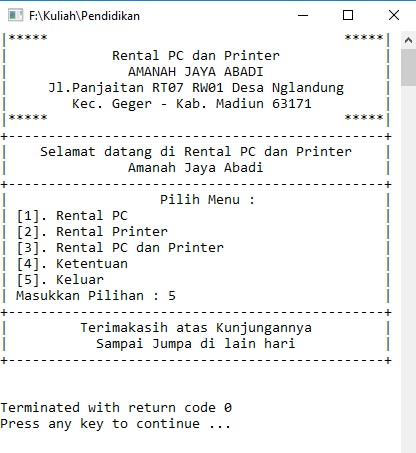 F:\Kuliah\Pendidikan
|*****                                     *****|
|             Rental PC dan Printer             |
|               AMANAH JAYA ABADI               |
|     Jl.Panjaitan RT07 RW01 Desa Nglandung     |
|        Kec. Geger - Kab. Madiun 63171         |
|*****                                     *****|
+-----------------------------------------------+
|    Selamat datang di Rental PC dan Printer    |
|               Amanah Jaya Abadi               |
+-----------------------------------------------+
|                   Pilih Menu :                |
| [1]. Rental PC                                |
| [2]. Rental Printer                           |
| [3]. Rental PC dan Printer                    |
| [4]. Ketentuan                                |
| [5]. Keluar                                   |
| Masukkan Pilihan : 5                          |
+-----------------------------------------------+
|         Terimakasih atas Kunjungannya         |
|           Sampai Jumpa di lain hari           |
+-----------------------------------------------+
Terminated with return code 0
Press any key to continue ...